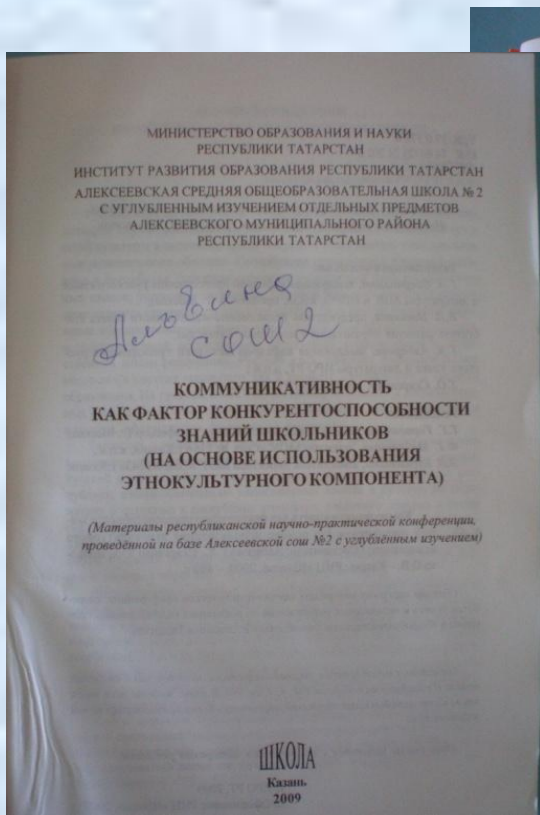 МИНИСТЕРСТВО ОБРАЗОВАНИЯ И НАУКИ
РЕСПУБЛИКИ ТАТАРСТАН
ИНСТИТУТ РАЗВИТИЯ ОБРАЗОВАНИЯ РЕСПУБЛИКИ ТАТАРСТАН
АЛЕКСЕЕВСКАЯ СРЕДНЯЯ ОБЩЕОБРАЗОВАТЕЛЬНАЯ ШКОЛА № 2
С УГЛУБЛЕННЫМ ИЗУЧЕНИЕМ ОТДЕЛЬНЫХ ПРЕДМЕТОВ
АЛЕКСЕЕВСКОГО МУНИЦИПАЛЬНОГО РАЙОНА
РЕСПУБЛИКИ ТАТАРСТАН
Альбина
СОШ 2
КОММУНИКАТИВНОСТЬ
КАК ФАКТОР КОНКУРЕНТОСПОСОБНОСТИ
ЗНАНИЙ ШКОЛЬНИКОВ
(НА ОСНОВЕ ИСПОЛЬЗОВАНИЯ
ЭТНОКУЛЬТУРНОГО КОМПОНЕНТА)
(Материалы республиканской научно-практической конференции,
проведённой на базе Алексеевской сош №2 с углублённым изучением)
ШКОЛА
Казань
2009